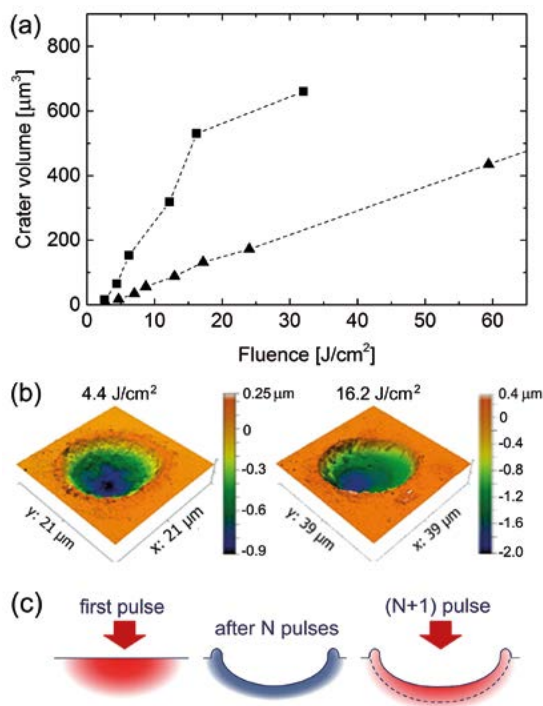 (a)
800
600
400
200
0
Crater volume [μm³]
0 10 20 30 40 50 60
Fluence [J/cm²]
(b)
4.4 J/cm²
0.25 μm
0
-0.3
-0.6
-0.9
y: 21 μm
x: 21 μm
16.2 J/cm²
0.4 μm
0
-0.4
-0.8
-1.2
-1.6
-2.0
y: 39 μm
x: 39 μm
(c)
first pulse
after N pulses
(N+1) pulse